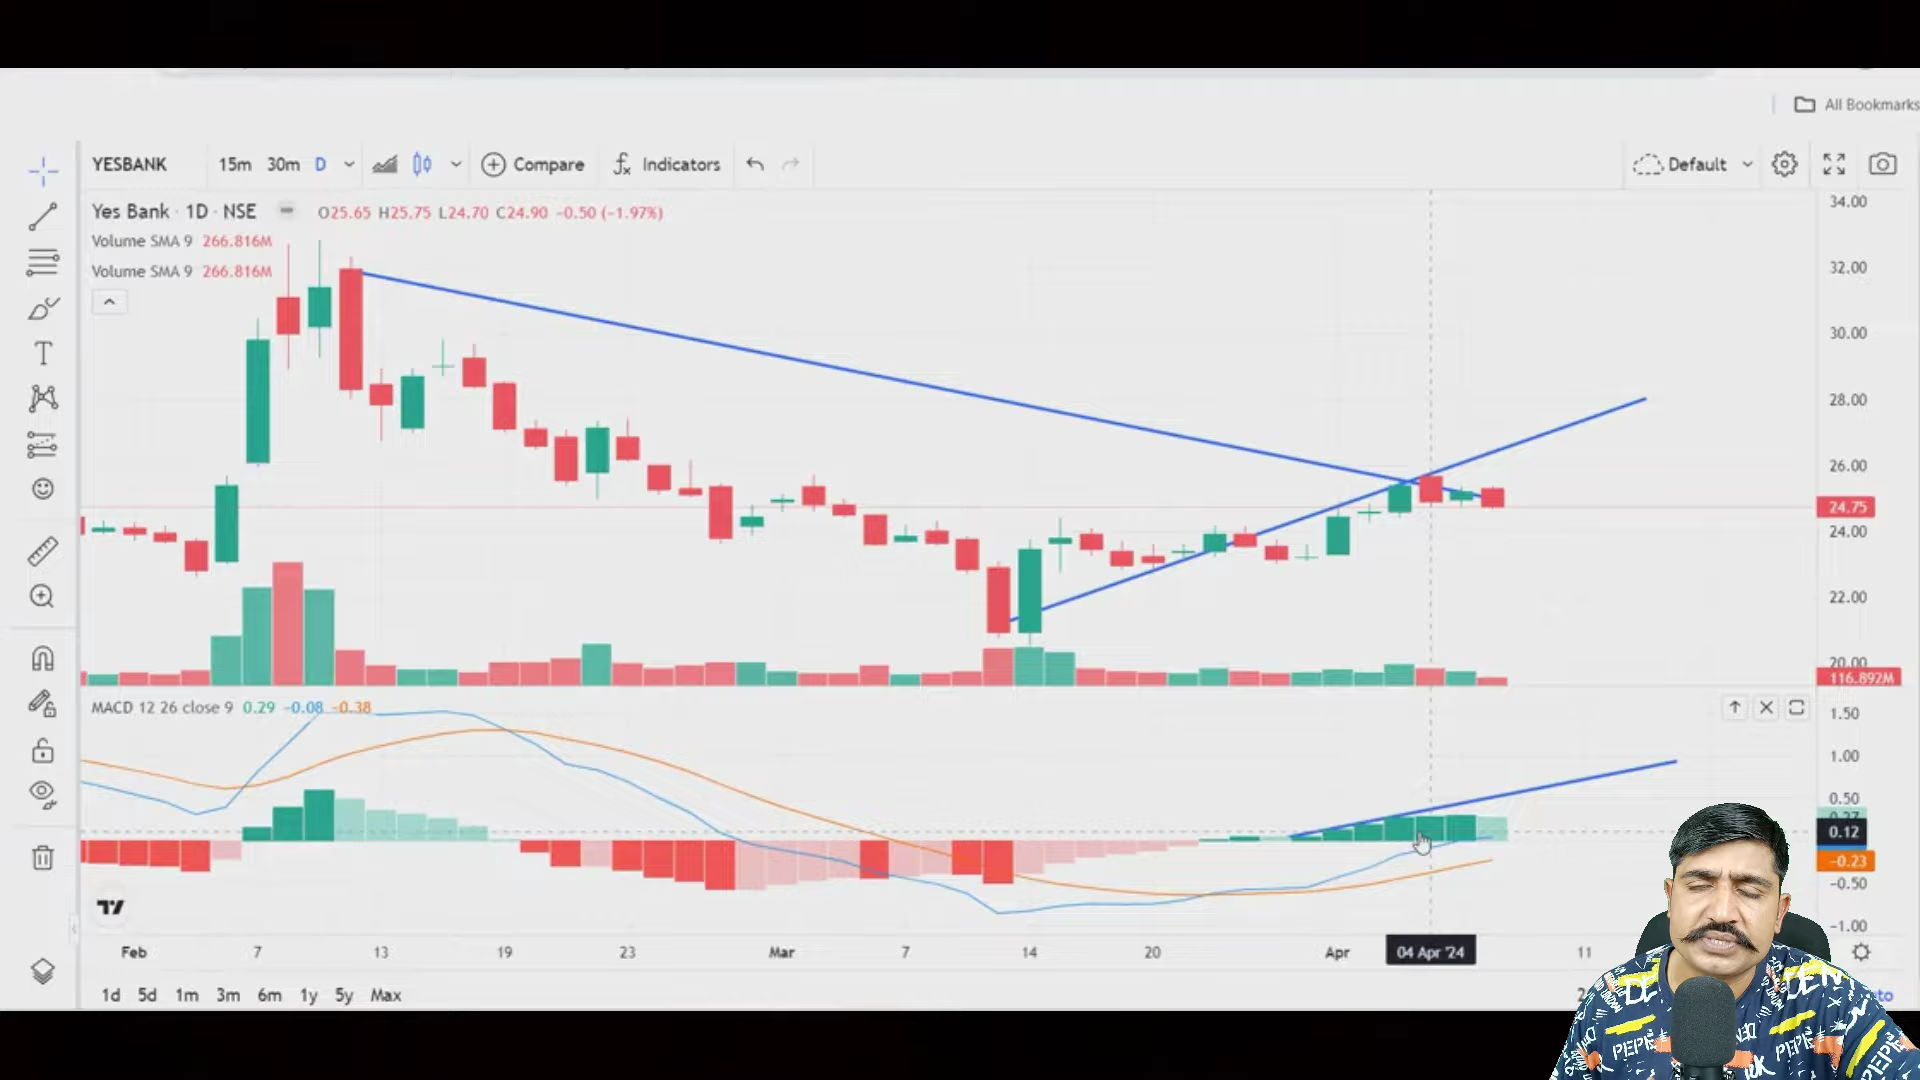 All Bookmarks
YESBANK 15m 30m D Compare Indicators Default
Yes Bank · 1D · NSE O25.65 H25.75 L24.70 C24.90 -0.50 (-1.97%)
Volume SMA 9 266.816M
Volume SMA 9 266.816M
34.00
32.00
30.00
28.00
26.00
24.75
24.00
22.00
20.00
116.892M
MACD 12 26 close 9 0.29 -0.08 -0.38
1.50
1.00
0.50
0.12
-0.23
-0.50
-1.00
Feb 7 13 19 23 Mar 7 14 20 Apr 04 Apr '24 11
1d 5d 1m 3m 6m 1y 5y Max